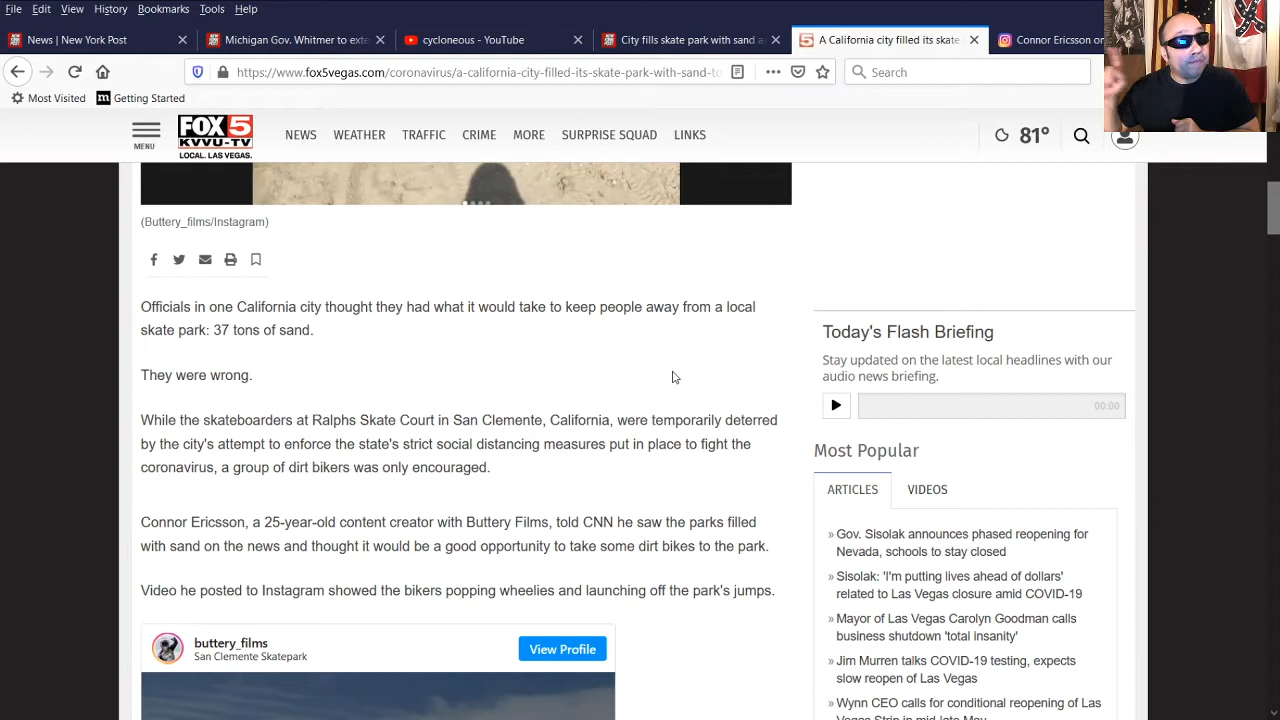 File Edit View History Bookmarks Tools Help
News | New York Post
Michigan Gov. Whitmer to exte
cycloneous - YouTube
City fills skate park with sand a
A California city filled its skate
Connor Ericsson on
https://www.fox5vegas.com/coronavirus/a-california-city-filled-its-skate-park-with-sand-to
Search
Most Visited
Getting Started
MENU
FOX 5
KVVU-TV
LOCAL. LAS VEGAS.
NEWS WEATHER TRAFFIC CRIME MORE SURPRISE SQUAD LINKS
81°
(Buttery_films/Instagram)
Officials in one California city thought they had what it would take to keep people away from a local
skate park: 37 tons of sand.
They were wrong.
While the skateboarders at Ralphs Skate Court in San Clemente, California, were temporarily deterred
by the city's attempt to enforce the state's strict social distancing measures put in place to fight the
coronavirus, a group of dirt bikers was only encouraged.
Connor Ericsson, a 25-year-old content creator with Buttery Films, told CNN he saw the parks filled
with sand on the news and thought it would be a good opportunity to take some dirt bikes to the park.
Video he posted to Instagram showed the bikers popping wheelies and launching off the park's jumps.
buttery_films
San Clemente Skatepark
View Profile
Today's Flash Briefing
Stay updated on the latest local headlines with our
audio news briefing.
00:00
Most Popular
ARTICLES VIDEOS
» Gov. Sisolak announces phased reopening for
Nevada, schools to stay closed
» Sisolak: 'I'm putting lives ahead of dollars'
related to Las Vegas closure amid COVID-19
» Mayor of Las Vegas Carolyn Goodman calls
business shutdown 'total insanity'
» Jim Murren talks COVID-19 testing, expects
slow reopen of Las Vegas
» Wynn CEO calls for conditional reopening of Las
Vegas Strip in mid-late May